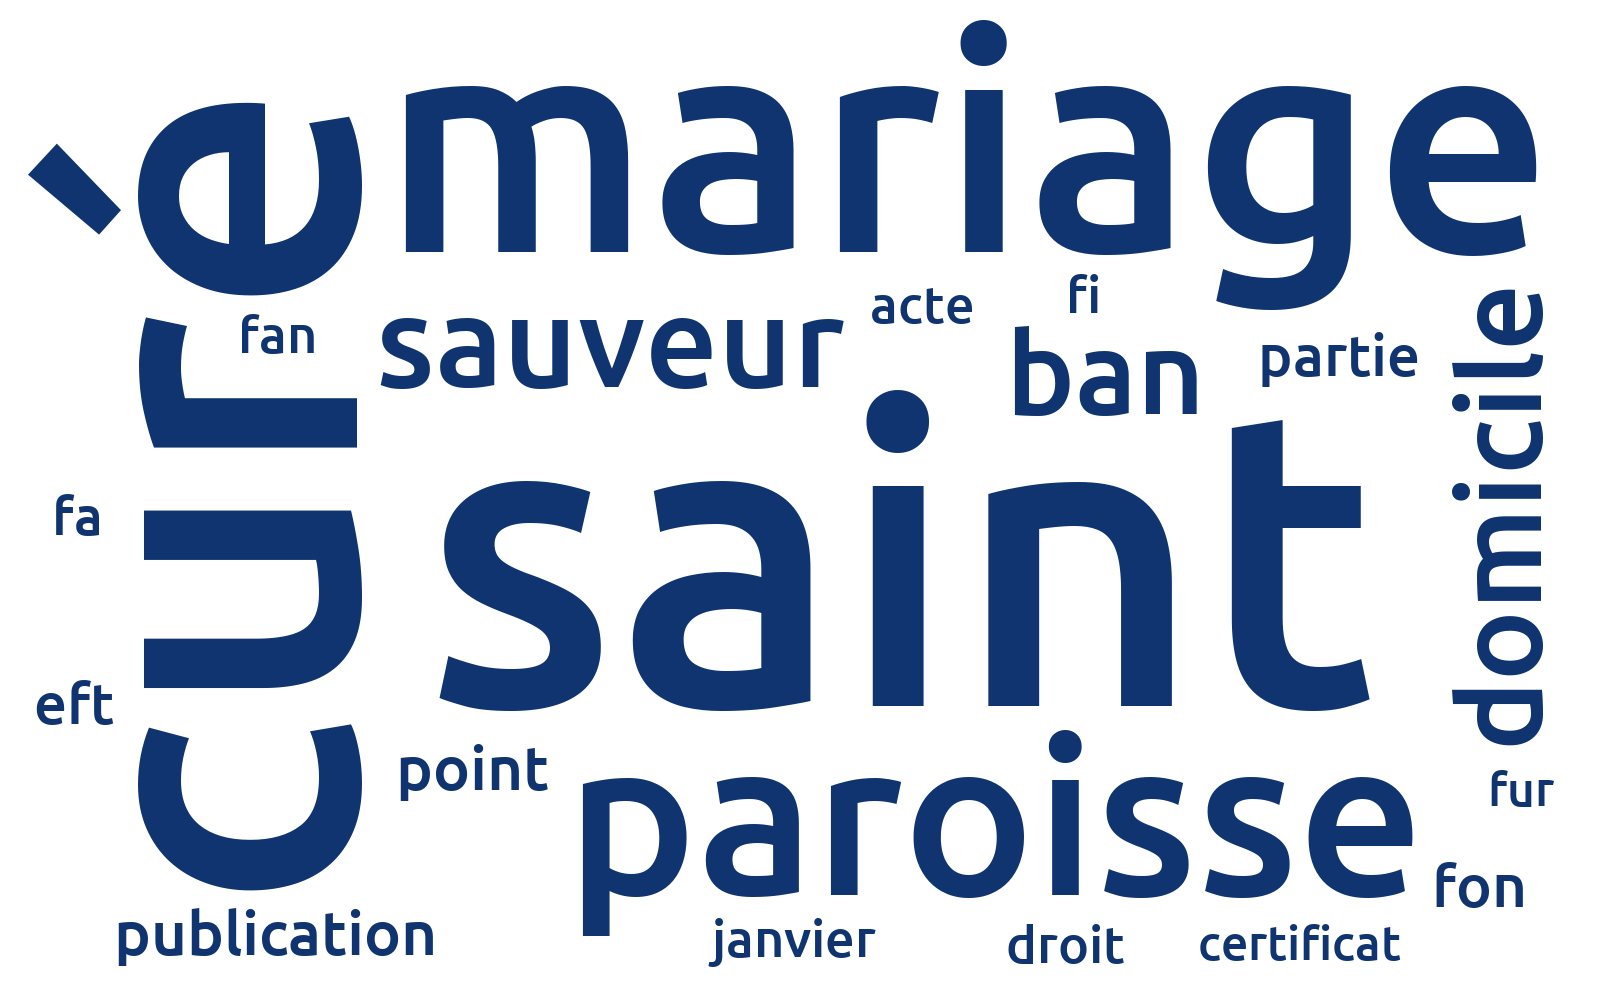 mariage
curé
fan
sauveur
acte
fi
ban
partie
domicile
fa
saint
eft
point
paroisse
fur
fon
publication
janvier
droit
certificat